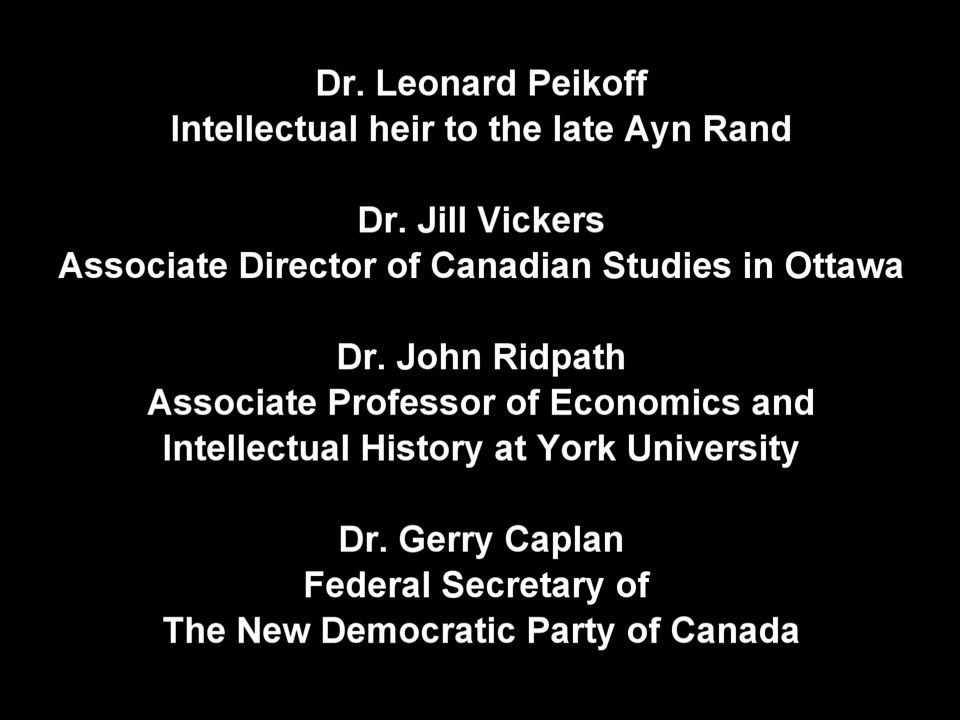 Dr. Leonard Peikoff
Intellectual heir to the late Ayn Rand
Dr. Jill Vickers
Associate Director of Canadian Studies in Ottawa
Dr. John Ridpath
Associate Professor of Economics and
Intellectual History at York University
Dr. Gerry Caplan
Federal Secretary of
The New Democratic Party of Canada